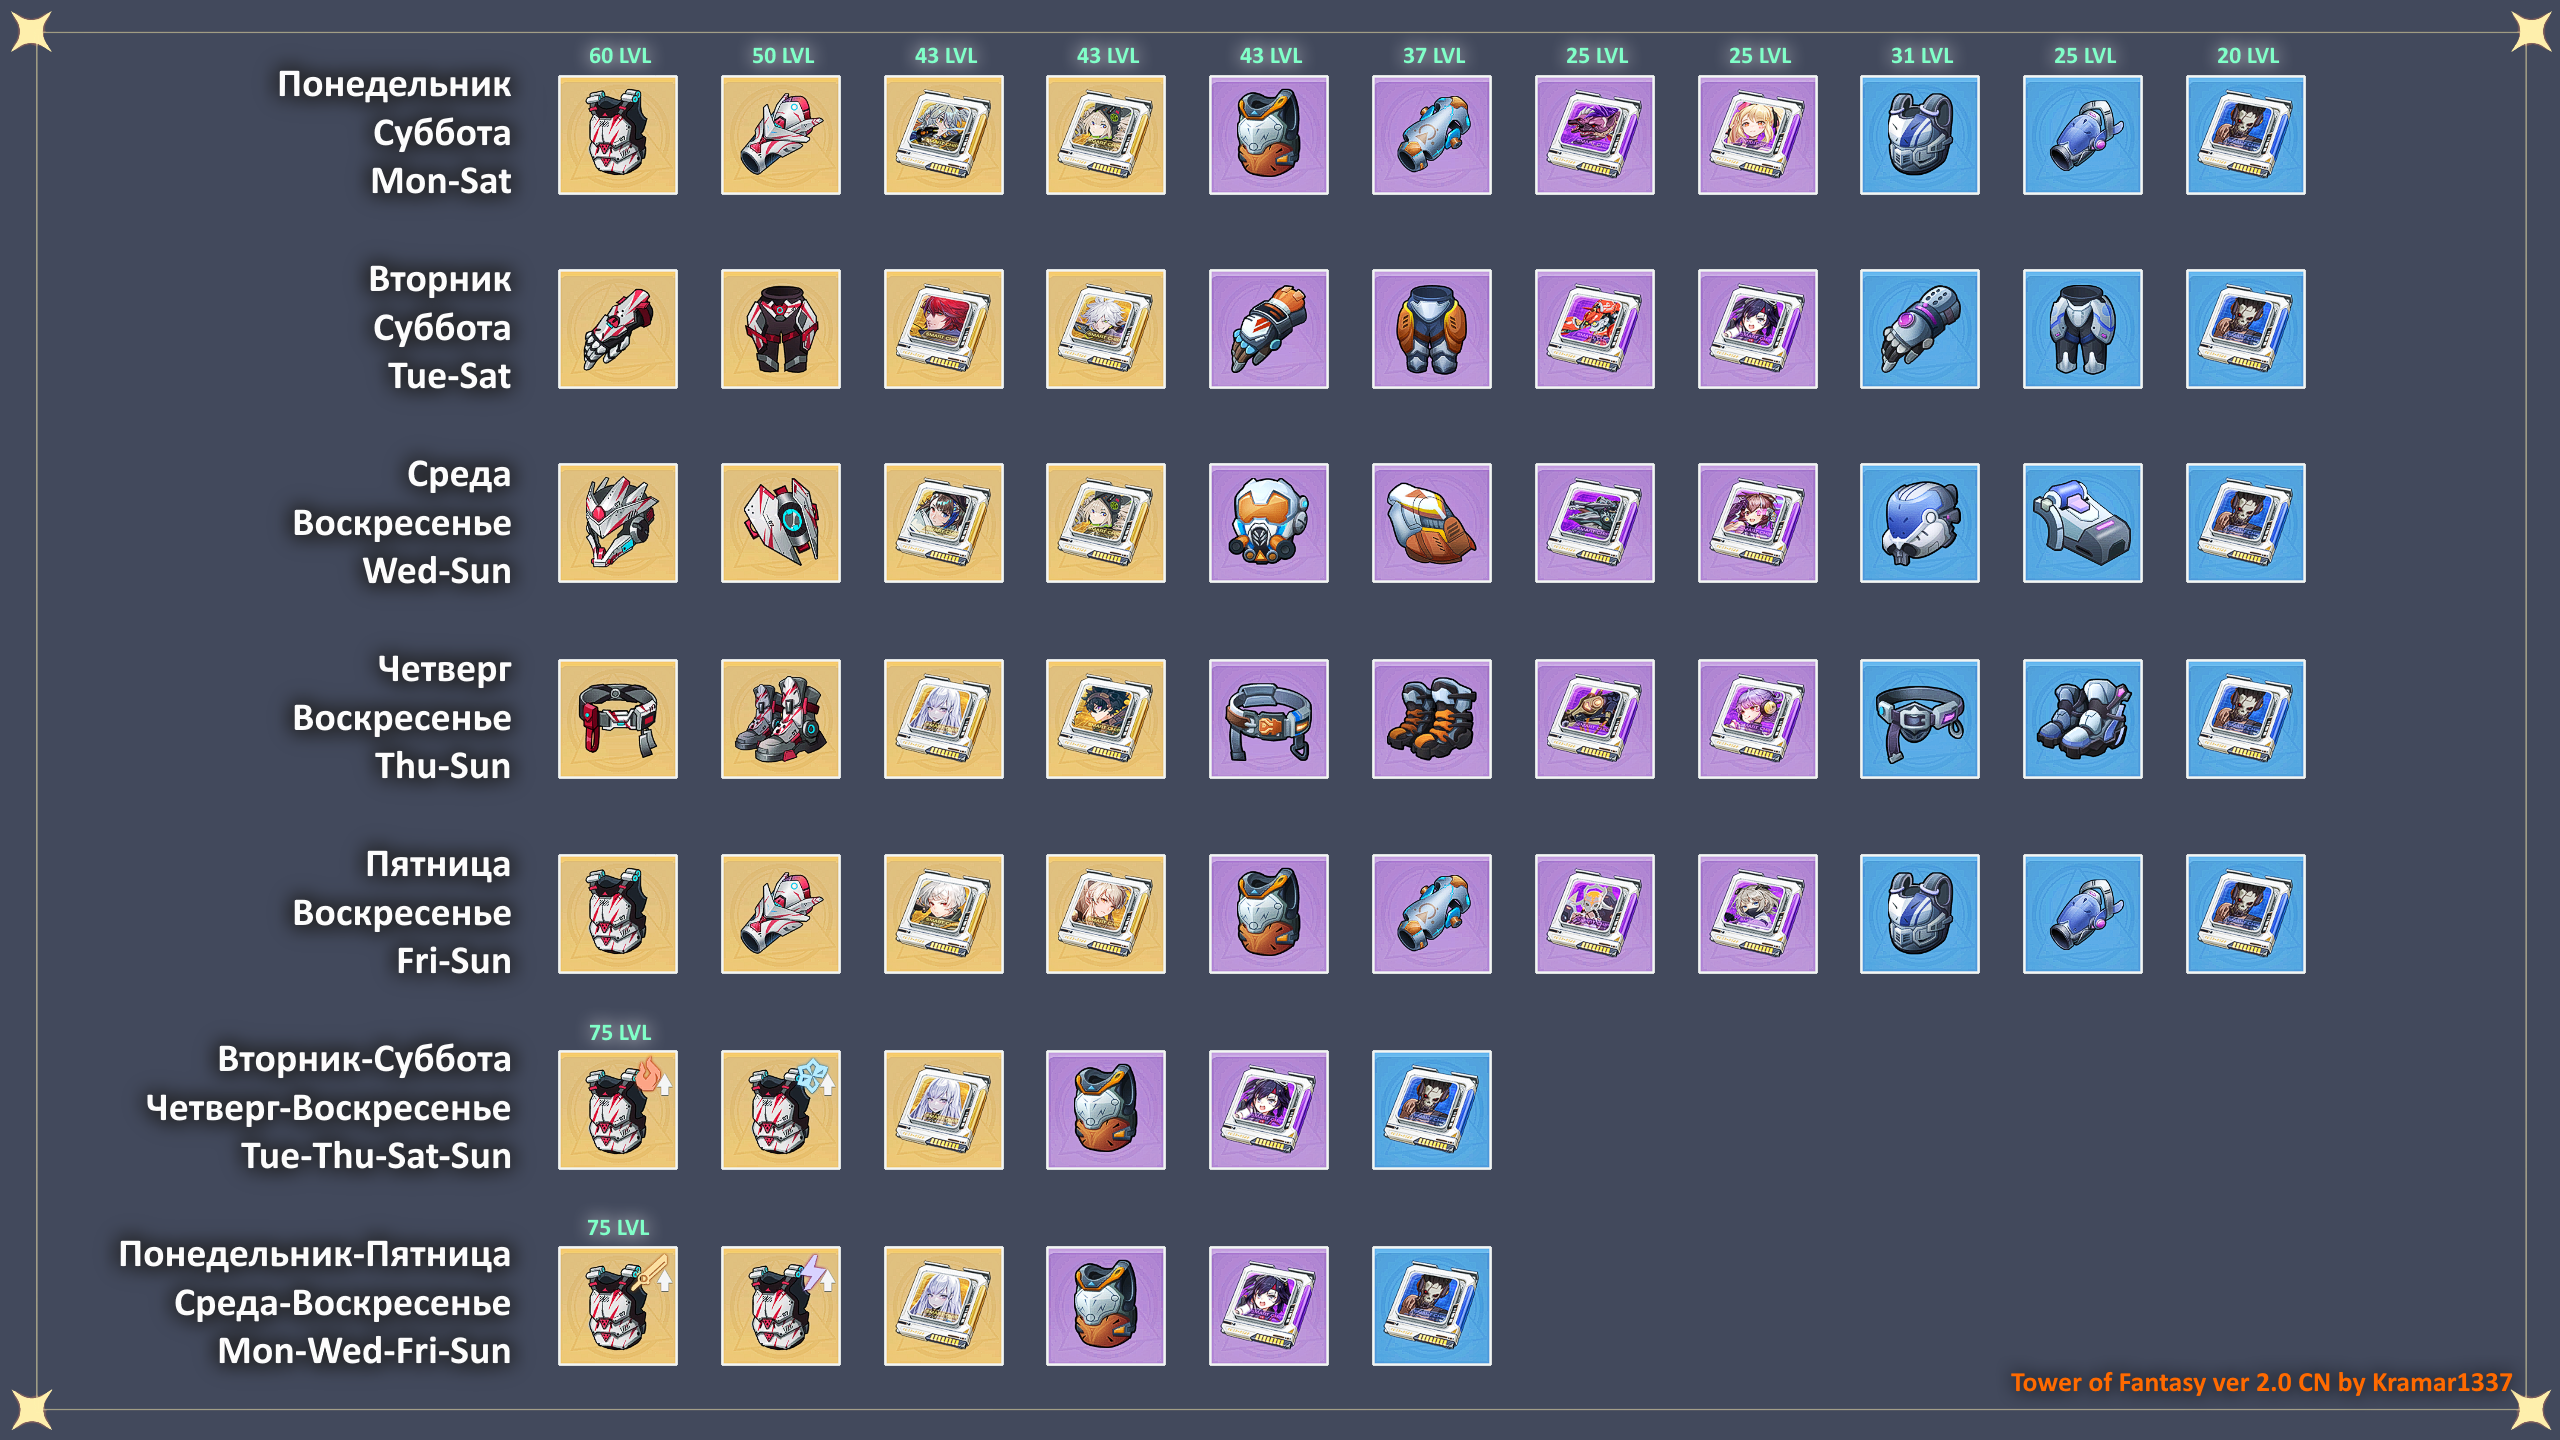 60 LVL 50 LVL 43 LVL 43 LVL 43 LVL 37 LVL 25 LVL 25 LVL 31 LVL 25 LVL 20 LVL
Понедельник
Суббота
Mon-Sat
Вторник
Суббота
Tue-Sat
Среда
Воскресенье
Wed-Sun
Четверг
Воскресенье
Thu-Sun
Пятница
Воскресенье
Fri-Sun
75 LVL
Вторник-Суббота
Четверг-Воскресенье
Tue-Thu-Sat-Sun
75 LVL
Понедельник-Пятница
Среда-Воскресенье
Mon-Wed-Fri-Sun
Tower of Fantasy ver 2.0 CN by Kramar1337